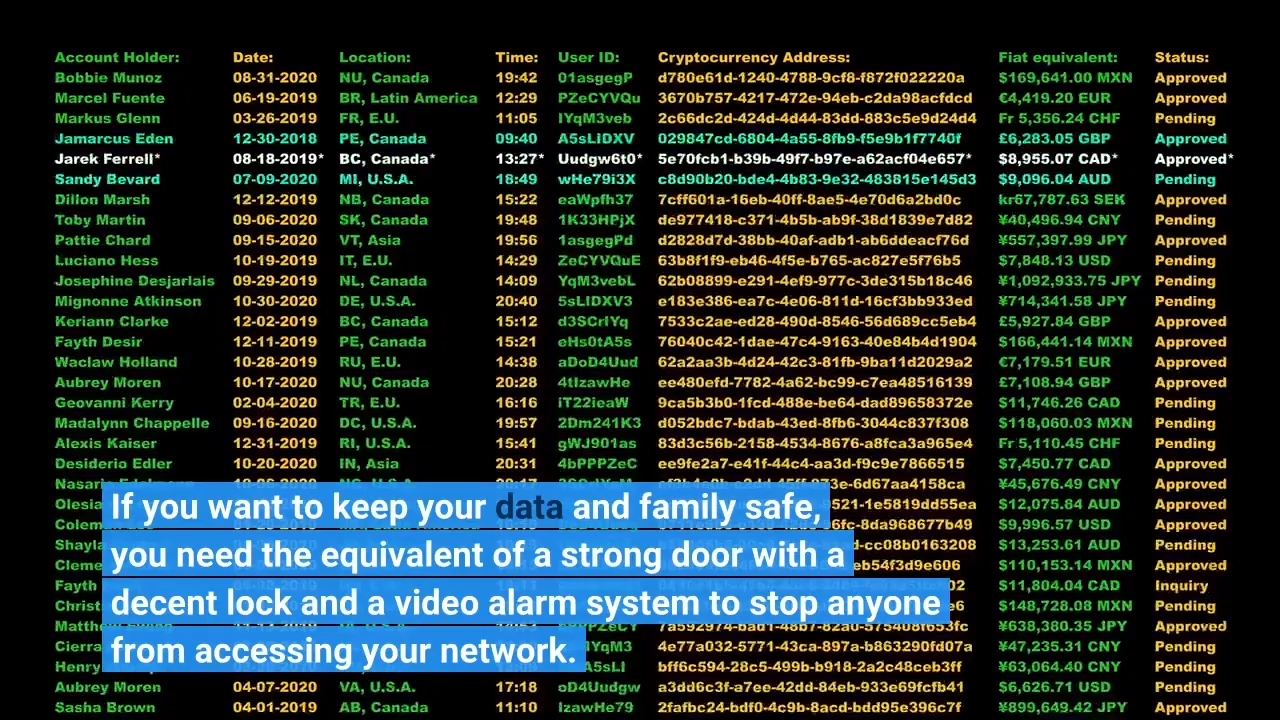 Account Holder: Date: Location: Time: User ID: Cryptocurrency Address: Fiat equivalent: Status:
Bobbie Munoz 08-31-2020 NU, Canada 19:42 01asgegP d780e61d-1240-4788-9cf8-f872f022220a $169,641.00 MXN Approved
Marcel Fuente 06-19-2019 BR, Latin America 12:29 PZeCYVQu 3670b757-4217-472e-94eb-c2da98acfdcd €4,419.20 EUR Approved
Markus Glenn 03-26-2019 FR, E.U. 11:05 IYqM3veb 2c66dc2d-424d-4d44-83dd-883c5e9d24d4 Fr 5,356.24 CHF Pending
Jamarcus Eden 12-30-2018 PE, Canada 09:40 A5sLiDXV 029847cd-6804-4a55-8fb9-f5e9b1f7740f £6,283.05 GBP Approved
Jarek Ferrell* 08-18-2019* BC, Canada* 13:27* Uudgw6t0* 5e70fcb1-b39b-49f7-b97e-a62acf04e657* $8,955.07 CAD* Approved*
Sandy Bevard 07-09-2020 MI, U.S.A. 18:49 wHe79i3X c8d90b20-bde4-4b83-9e32-483815e145d3 $9,096.04 AUD Pending
Dillon Marsh 12-12-2019 NB, Canada 15:22 eaWpfh37 7cff601a-16eb-40ff-8ae5-4e70d6a2bd0c kr67,787.63 SEK Approved
Toby Martin 09-06-2020 SK, Canada 19:48 1K33HPjX de977418-c371-4b5b-ab9f-38d1839e7d82 ¥40,496.94 CNY Pending
Pattie Chard 09-15-2020 VT, Asia 19:56 1asgegPd d2828d7d-38bb-40af-adb1-ab6ddeacf76d ¥557,397.99 JPY Approved
Luciano Hess 10-19-2019 IT, E.U. 14:29 ZeCYVQuE 63b8f1f9-eb46-4f5e-b765-ac827e5f76b5 $7,848.13 USD Pending
Josephine Desjarlais 09-29-2019 NL, Canada 14:09 YqM3vebL 62b08899-e291-4ef9-977c-3de315b18c46 ¥1,092,933.75 JPY Pending
Mignonne Atkinson 10-30-2020 DE, U.S.A. 20:40 5sLIDXV3 e183e386-ea7c-4e06-811d-16cf3bb933ed ¥714,341.58 JPY Pending
Keriann Clarke 12-02-2019 BC, Canada 15:12 d3SCrIYq 7533c2ae-ed28-490d-8546-56d689cc5eb4 £5,927.84 GBP Approved
Fayth Desir 12-11-2019 PE, Canada 15:21 eHs0tA5s 76040c42-1dae-47c4-9163-40e84b4d1904 $166,441.14 MXN Approved
Waclaw Holland 10-28-2019 RU, E.U. 14:38 aDoD4Uud 62a2aa3b-4d24-42c3-81fb-9ba11d2029a2 €7,179.51 EUR Approved
Aubrey Moren 10-17-2020 NU, Canada 20:28 4tIzawHe ee480efd-7782-4a62-bc99-c7ea48516139 £7,108.94 GBP Approved
Geovanni Kerry 02-04-2020 TR, E.U. 16:16 iT22ieaW 9ca5b3b0-1fcd-488e-be64-dad89658372e $11,746.26 CAD Pending
Madalynn Chappelle 09-16-2020 DC, U.S.A. 19:57 2Dm241K3 d052bdc7-bdab-43ed-8fb6-3044c837f308 $118,060.03 MXN Pending
Alexis Kaiser 12-31-2019 RI, U.S.A. 15:41 gWJ901as 83d3c56b-2158-4534-8676-a8fca3a965e4 Fr 5,110.45 CHF Pending
Desiderio Edler 10-20-2020 IN, Asia 20:31 4bPPPZeC ee9fe2a7-e41f-44c4-aa3d-f9c9e7866515 $7,450.77 CAD Approved
¥45,676.49 CNY Pending
$12,075.84 AUD Approved
$9,996.57 USD Approved
$13,253.61 AUD Pending
$110,153.14 MXN Approved
Fayth $11,804.04 CAD Inquiry
$148,728.08 MXN Pending
¥638,380.35 JPY Approved
Cierra 4e77a032-5771-43ca-897a-b863290fd07a ¥47,235.31 CNY Pending
Henry bff6c594-28c5-499b-b918-2a2c48ceb3ff ¥63,064.40 CNY Pending
Aubrey Moren 04-07-2020 VA, U.S.A. 17:18 oD4Uudgw a3dd6c3f-a7ee-42dd-84eb-933e69fcfb41 $6,626.71 USD Pending
Sasha Brown 04-01-2019 AB, Canada 11:10 IzawHe79 2fafbc24-bdf0-4c9b-8acd-bdd95e396c7f ¥899,649.42 JPY Pending
If you want to keep your data and family safe,
you need the equivalent of a strong door with a
decent lock and a video alarm system to stop anyone
from accessing your network.